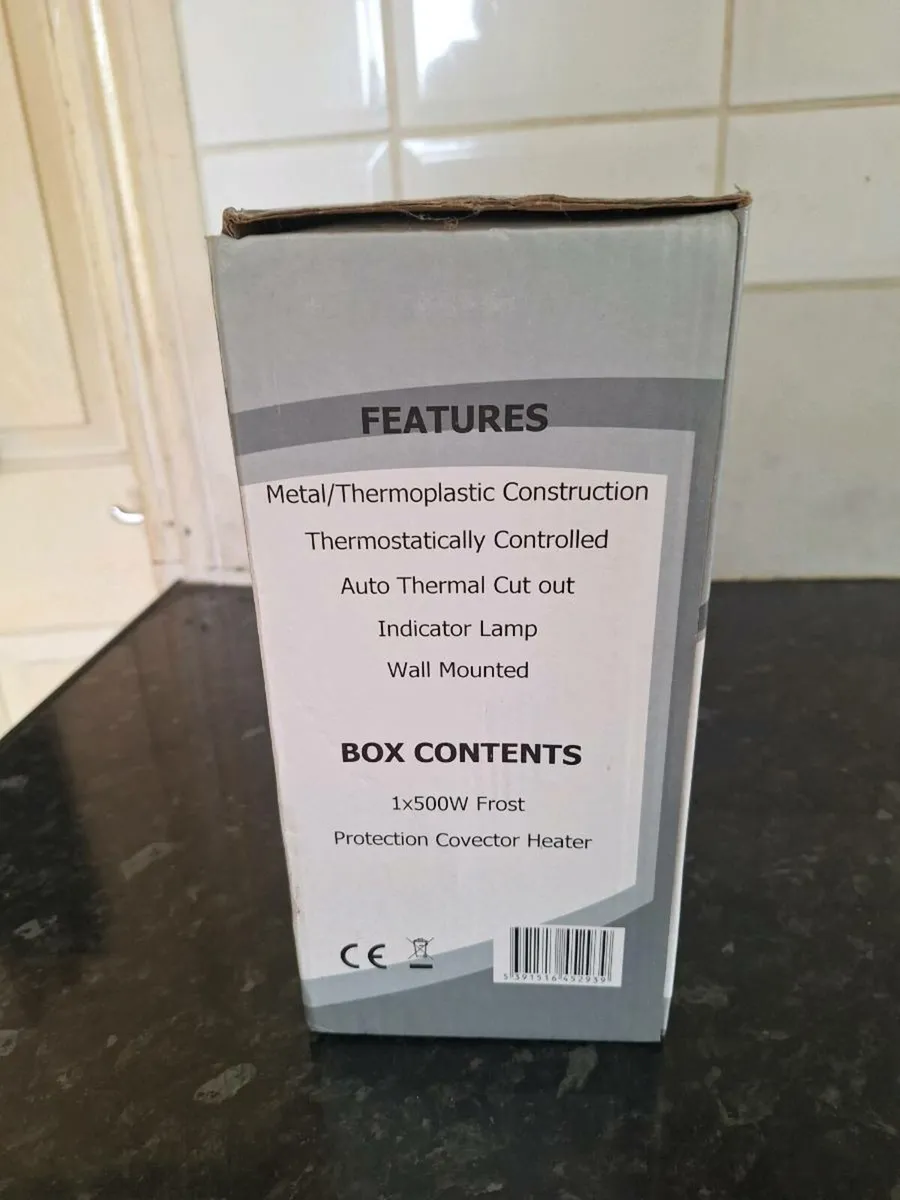 FEATURES
Metal/Thermoplastic Construction
Thermostatically Controlled
Auto Thermal Cut out
Indicator Lamp
Wall Mounted
BOX CONTENTS
1x500W Frost
Protection Covector Heater
CE
5391516452939